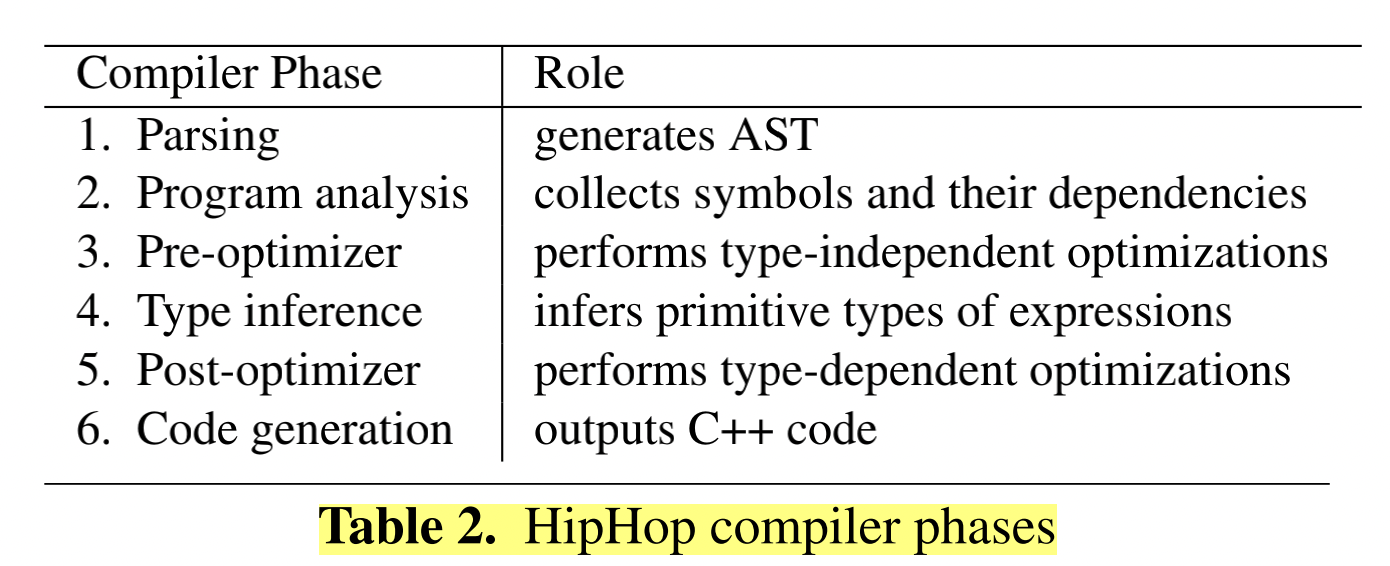 Compiler Phase Role
1. Parsing generates AST
2. Program analysis collects symbols and their dependencies
3. Pre-optimizer performs type-independent optimizations
4. Type inference infers primitive types of expressions
5. Post-optimizer performs type-dependent optimizations
6. Code generation outputs C++ code
Table 2. HipHop compiler phases